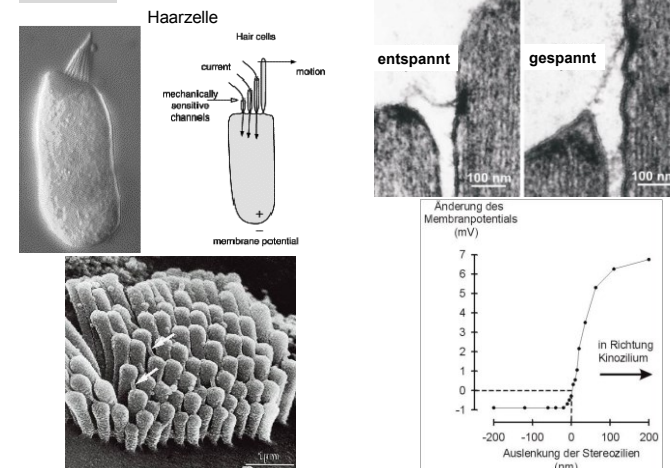 Haarzelle
Hair cells
current
motion
mechanically
sensitive
channels
+
–
membrane potential
entspannt
100 nm
gespannt
100 nm
1µm
Änderung des
Membranpotentials
(mV)
7
6
5
4
3
2
1
0
-1
in Richtung
Kinozilium
-200 -100 0 100 200
Auslenkung der Stereozilien
(nm)